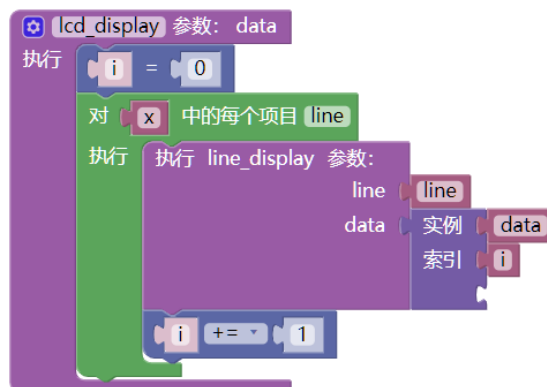 lcd_display 参数: data
执行
i = 0
对 x 中的每个项目 line
执行 执行 line_display 参数:
line line
data 实例 data
索引 i
i += 1